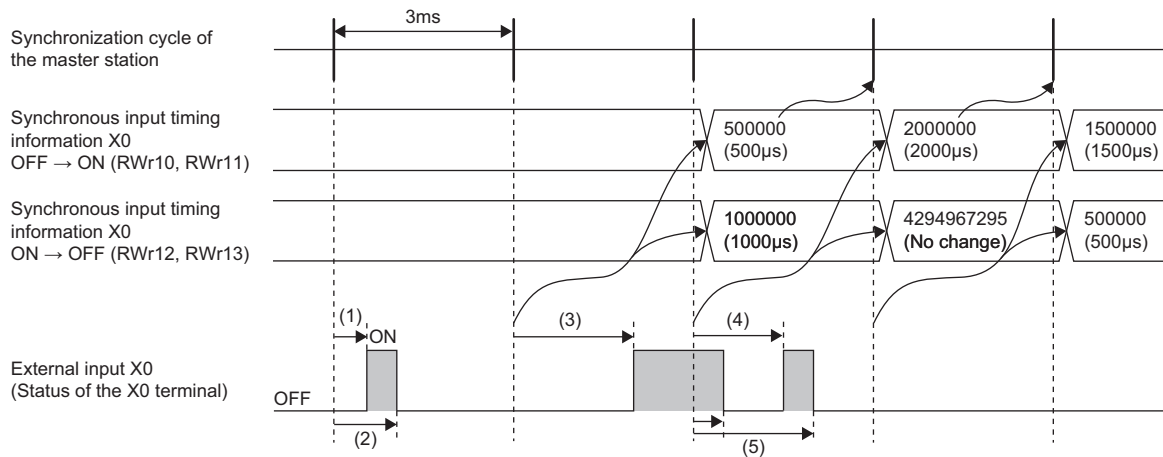 3ms
Synchronization cycle of
the master station
Synchronous input timing
information X0
OFF → ON (RWr10, RWr11)
500000
(500µs)
2000000
(2000µs)
1500000
(1500µs)
Synchronous input timing
information X0
ON → OFF (RWr12, RWr13)
1000000
(1000µs)
4294967295
(No change)
500000
(500µs)
(1)
(3)
(4)
ON
External input X0
(Status of the X0 terminal)
OFF
(2)
(5)